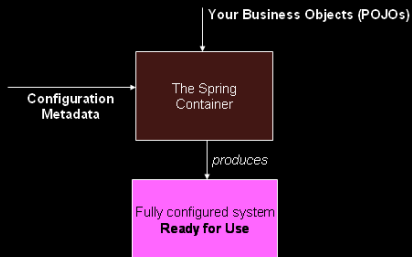 Your Business Objects (POJOs)
The Spring
Container
Configuration
Metadata
produces
Fully configured system
Ready for Use